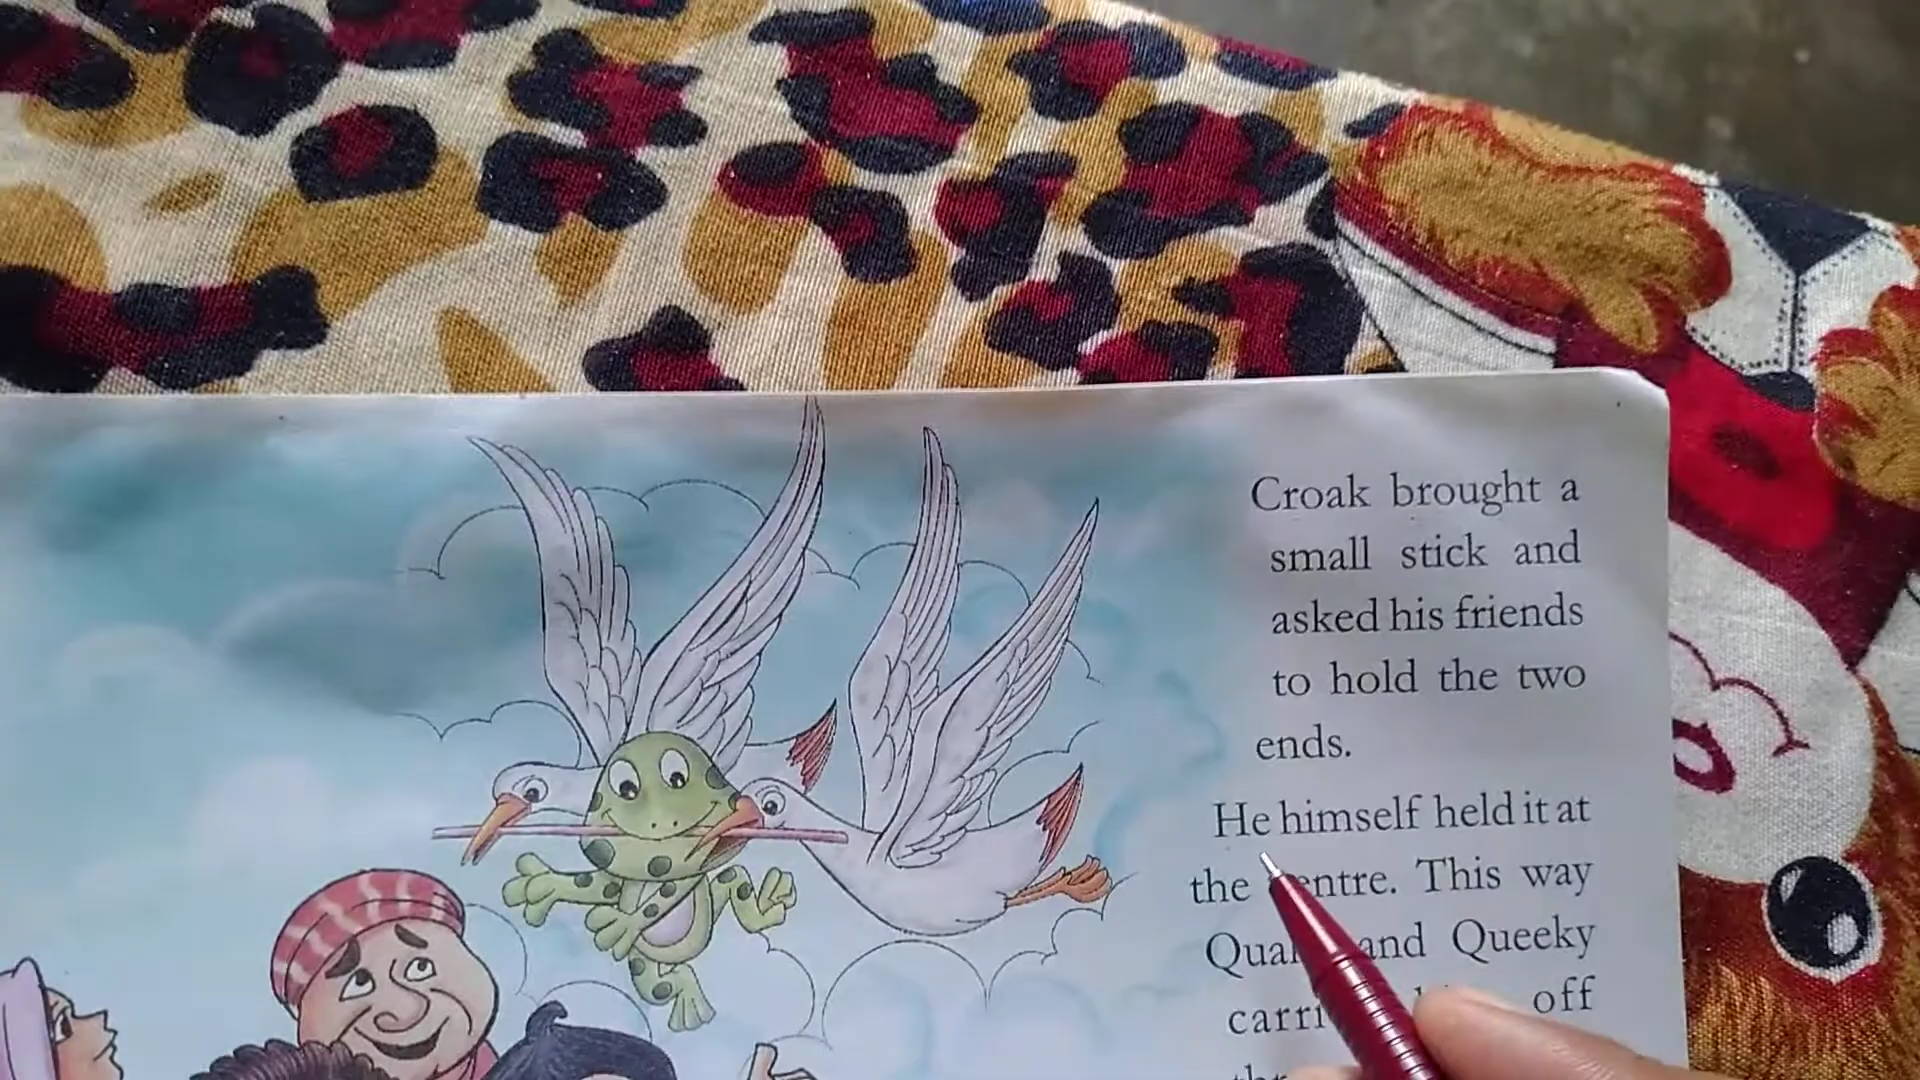 Croak brought a
small stick and
asked his friends
to hold the two
ends.
He himself held it at
the centre. This way
and Queeky
off